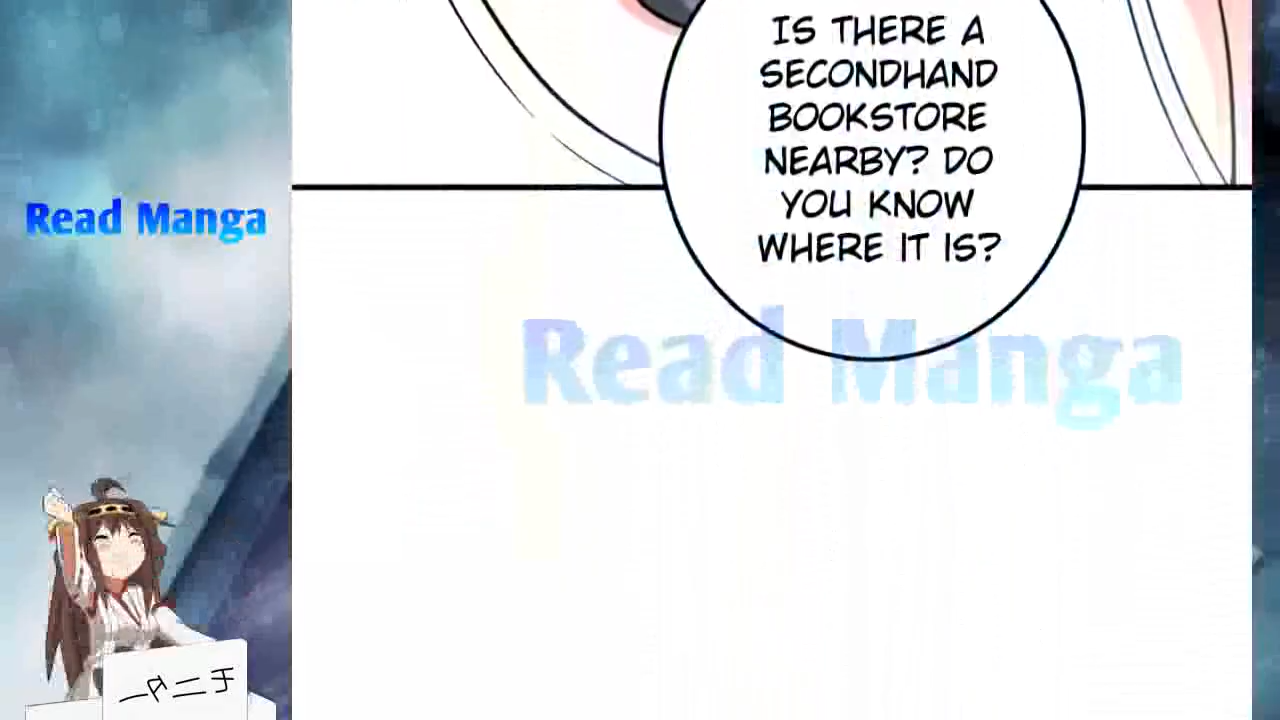 IS THERE A
SECONDHAND
BOOKSTORE
NEARBY? DO
YOU KNOW
WHERE IT IS?
Read Manga
Read Manga